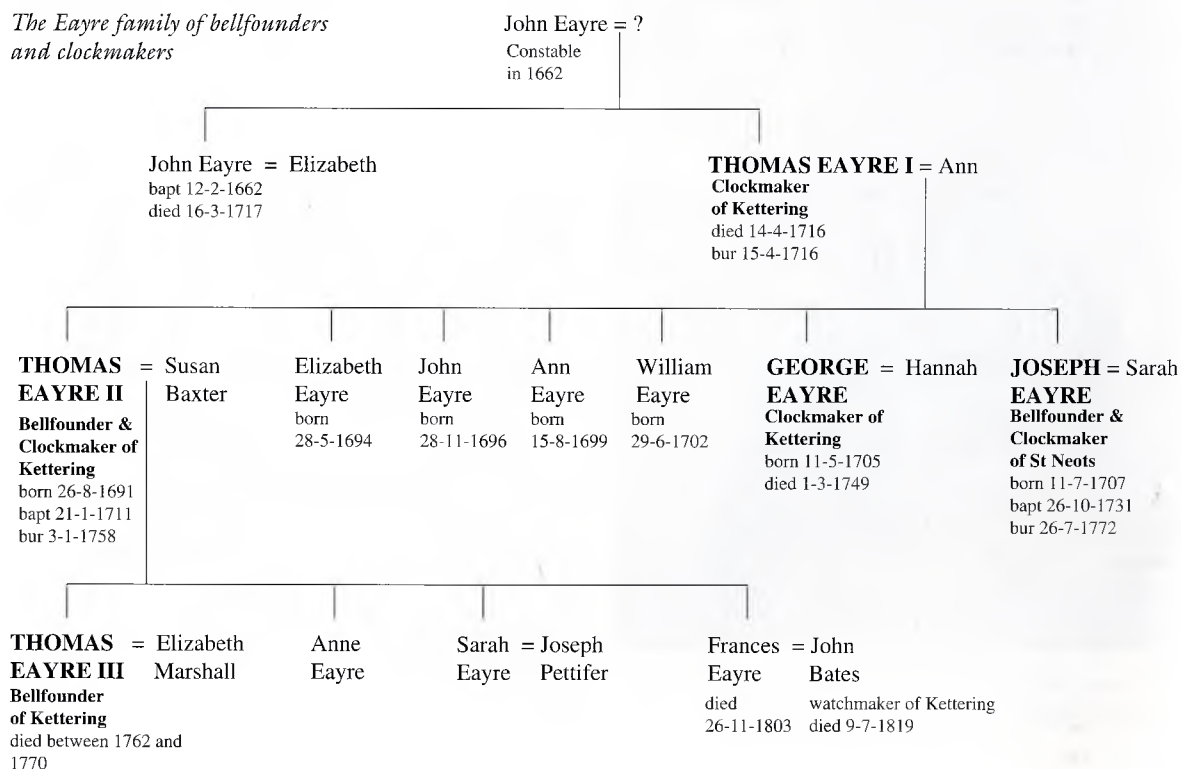 The Eayre family of bellfounders
and clockmakers
John Eayre = ?
Constable
in 1662
John Eayre = Elizabeth
bapt 12-2-1662
died 16-3-1717
THOMAS EAYRE I = Ann
Clockmaker
of Kettering
died 14-4-1716
bur 15-4-1716
THOMAS = Susan
EAYRE II Baxter
Bellfounder &
Clockmaker of
Kettering
born 26-8-1691
bapt 21-1-1711
bur 3-1-1758
Elizabeth
Eayre
born
28-5-1694
John
Eayre
born
28-11-1696
Ann
Eayre
born
15-8-1699
William
Eayre
born
29-6-1702
GEORGE = Hannah
EAYRE
Clockmaker of
Kettering
born 11-5-1705
died 1-3-1749
JOSEPH = Sarah
EAYRE
Bellfounder &
Clockmaker
of St Neots
born 11-7-1707
bapt 26-10-1731
bur 26-7-1772
THOMAS = Elizabeth
EAYRE III Marshall
Bellfounder
of Kettering
died between 1762 and
1770
Anne
Eayre
Sarah = Joseph
Eayre Pettifer
Frances = John
Eayre Bates
died watchmaker of Kettering
26-11-1803 died 9-7-1819